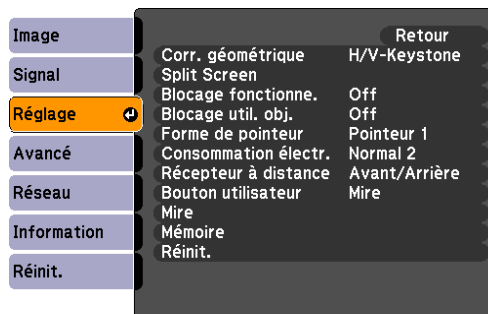 Image
Signal
Réglage
Avancé
Réseau
Information
Réinit.
Retour
Corr. géométrique H/V-Keystone
Split Screen
Blocage fonctionne. Off
Blocage util. obj. Off
Forme de pointeur Pointeur 1
Consommation électr. Normal 2
Récepteur à distance Avant/Arrière
Bouton utilisateur Mire
Mire
Mémoire
Réinit.